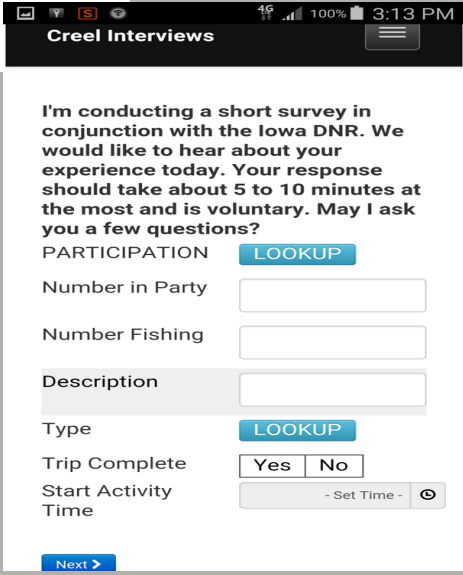 4G 100% 3:13 PM
Creel Interviews
I'm conducting a short survey in
conjunction with the Iowa DNR. We
would like to hear about your
experience today. Your response
should take about 5 to 10 minutes at
the most and is voluntary. May I ask
you a few questions?
PARTICIPATION LOOKUP
Number in Party
Number Fishing
Description
Type LOOKUP
Trip Complete Yes No
Start Activity
Time - Set Time -
Next